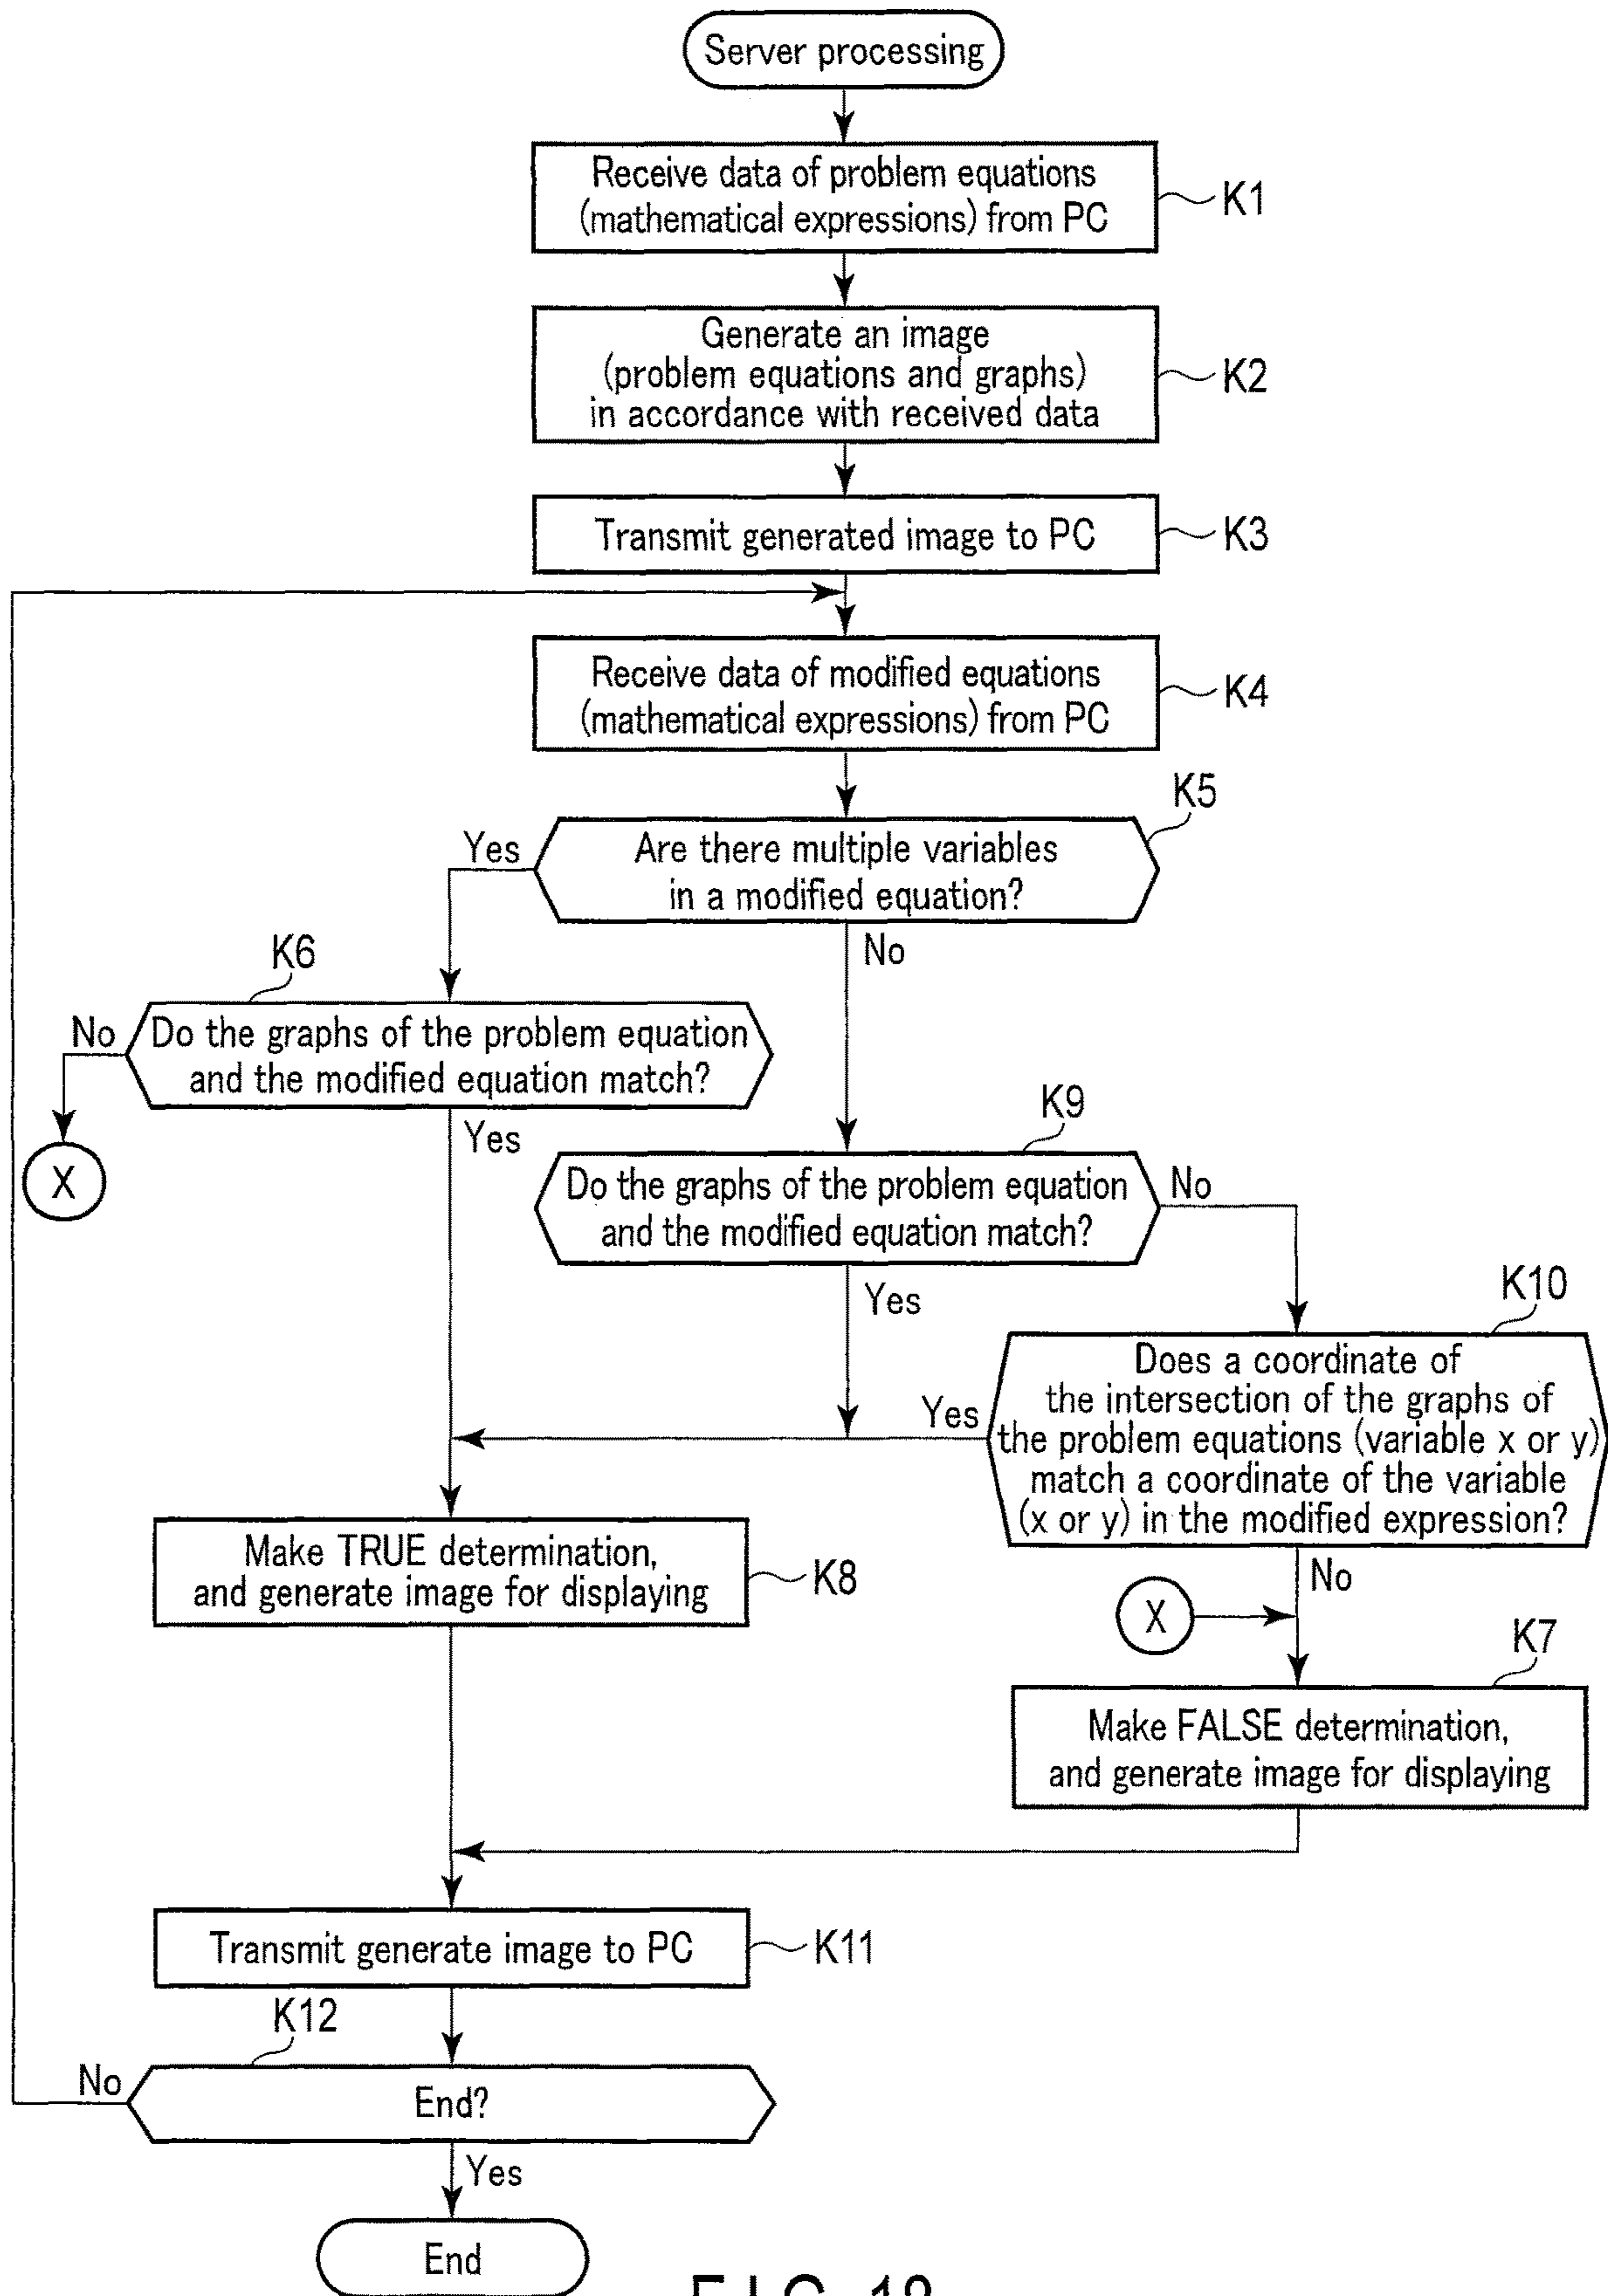 Server processing
Receive data of problem equations
(mathematical expressions) from PC
K1
Generate an image
(problem equations and graphs)
in accordance with received data
K2
Transmit generated image to PC
K3
Receive data of modified equations
(mathematical expressions) from PC
K4
K5
Are there multiple variables
in a modified equation?
Yes
No
K6
Do the graphs of the problem equation
and the modified equation match?
No
X
Yes
K9
Do the graphs of the problem equation
and the modified equation match?
No
Yes
K10
Does a coordinate of
the intersection of the graphs of
the problem equations (variable x or y)
match a coordinate of the variable
(x or y) in the modified expression?
Yes
No
Make TRUE determination,
and generate image for displaying
K8
X
K7
Make FALSE determination,
and generate image for displaying
Transmit generate image to PC
K11
K12
End?
No
Yes
End